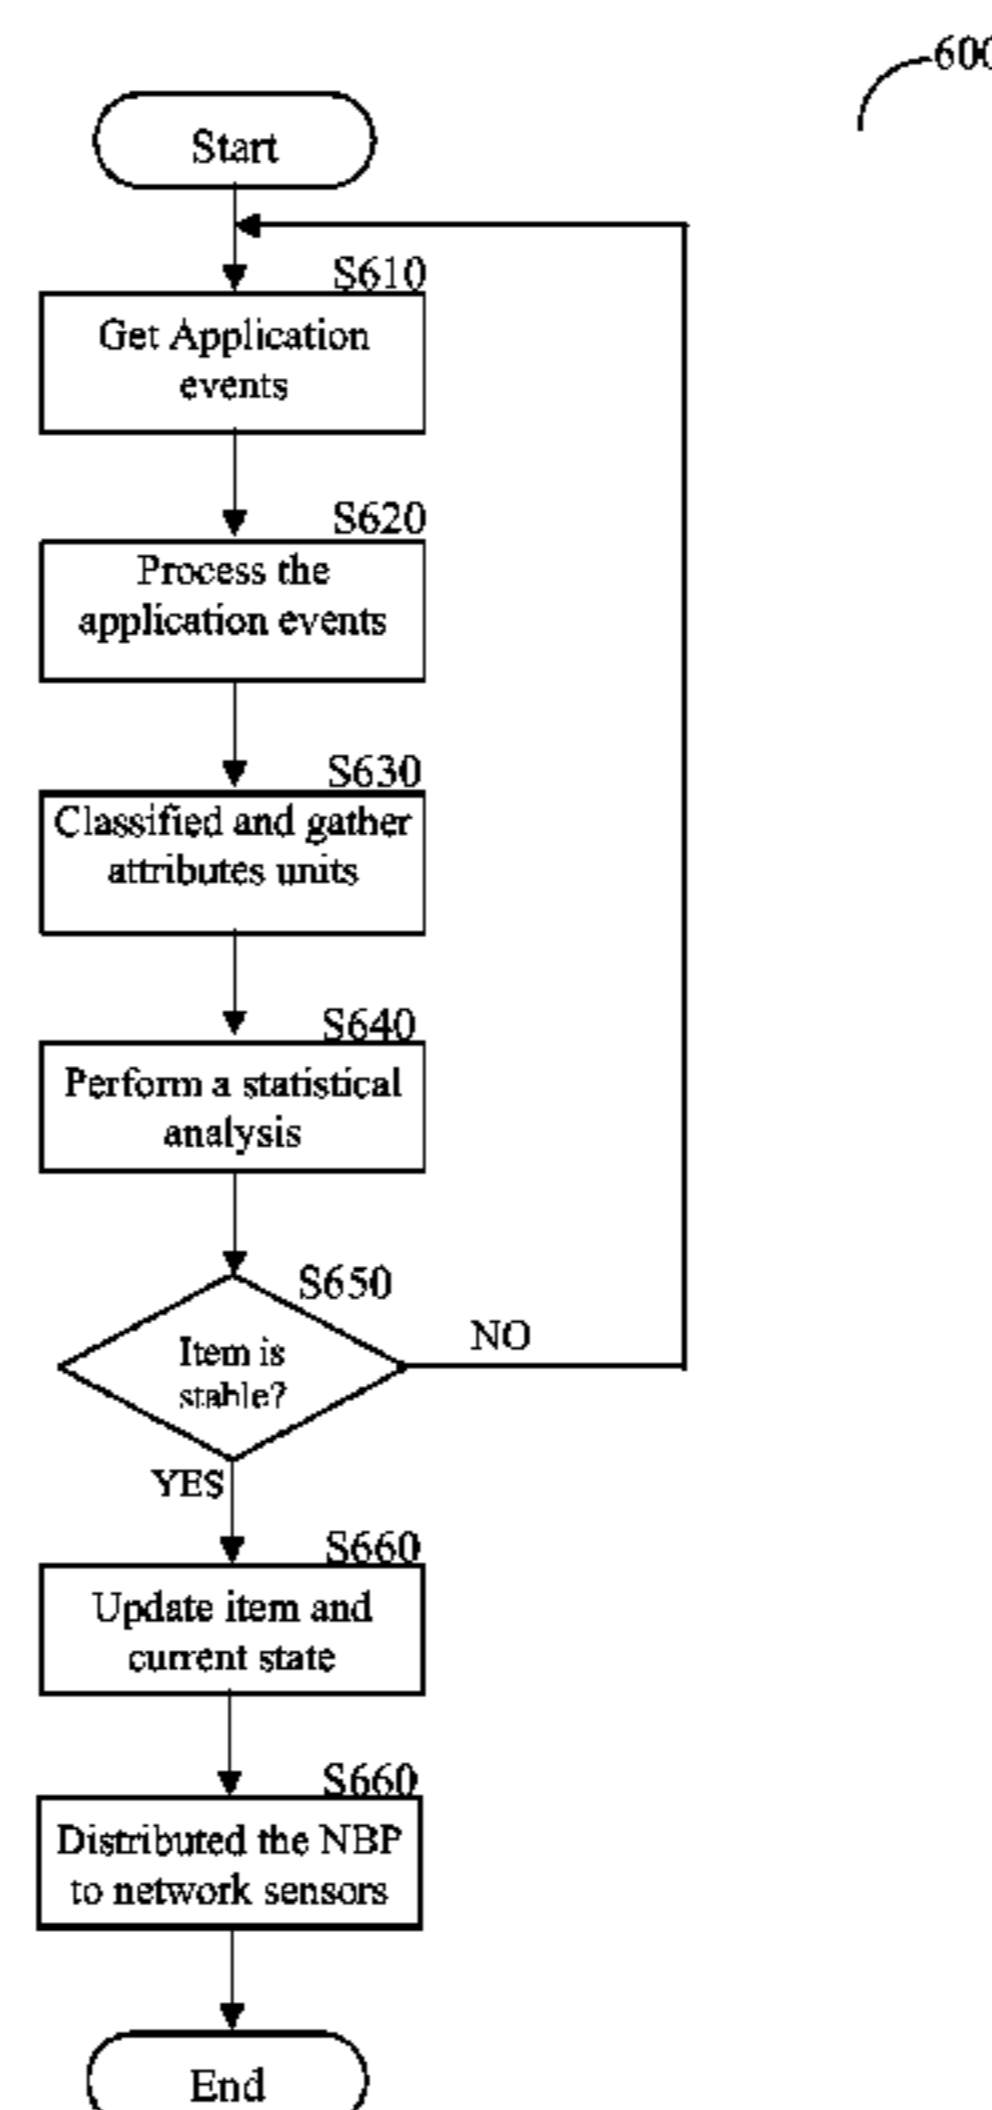 600
Start
S610
Get Application
events
S620
Process the
application events
S630
Classified and gather
attributes units
S640
Perform a statistical
analysis
S650
Item is
stable?
NO
YES
S660
Update item and
current state
S660
Distributed the NBP
to network sensors
End